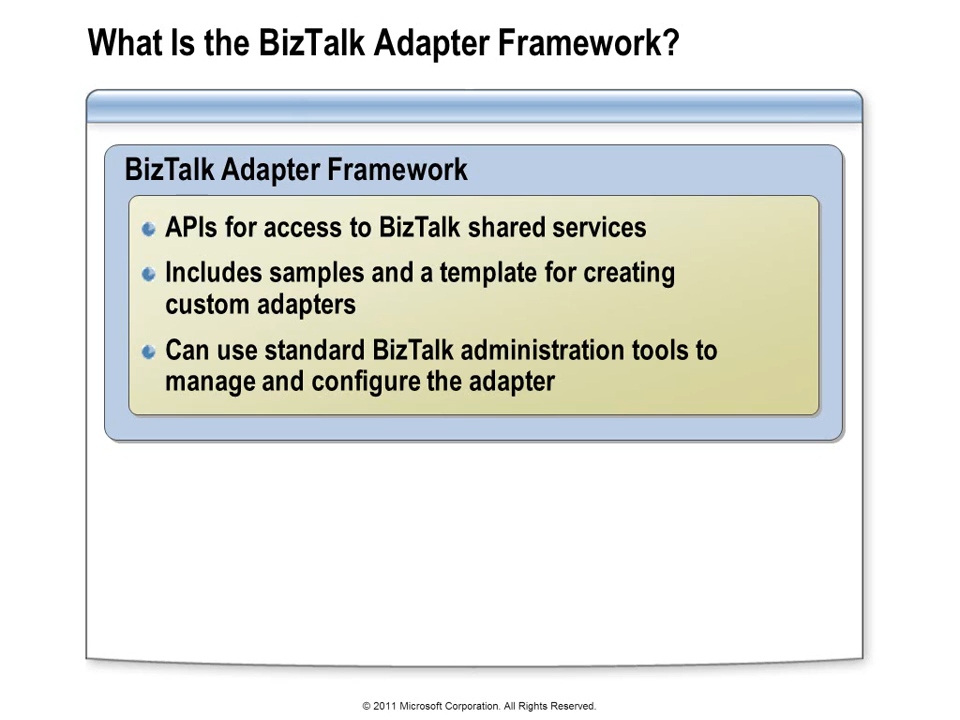 What Is the BizTalk Adapter Framework?
BizTalk Adapter Framework
APIs for access to BizTalk shared services
Includes samples and a template for creating
custom adapters
Can use standard BizTalk administration tools to
manage and configure the adapter
© 2011 Microsoft Corporation. All Rights Reserved.